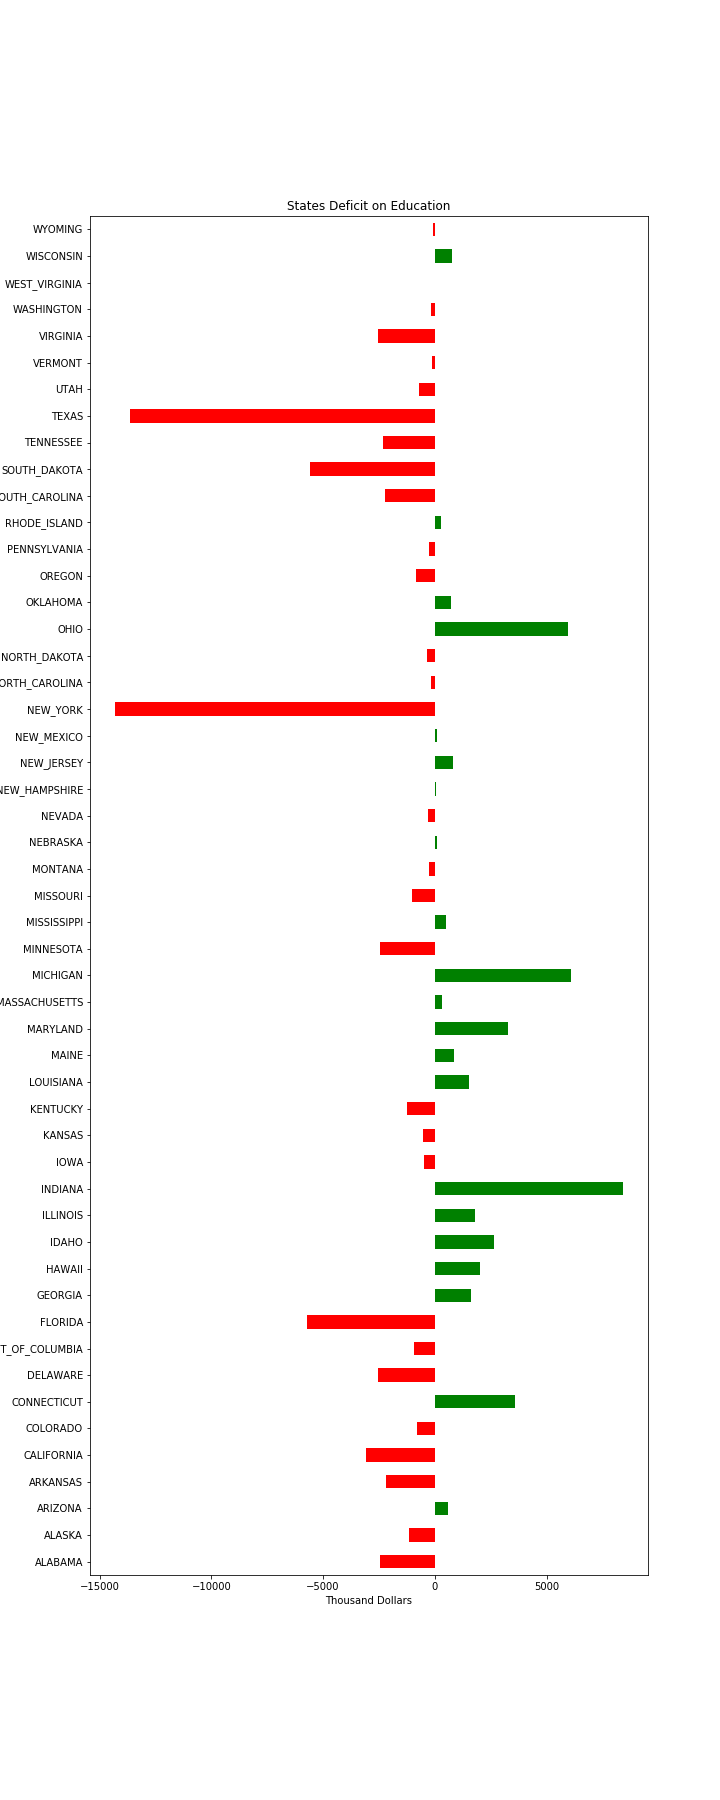 States Deficit on Education
WYOMING
WISCONSIN
WEST_VIRGINIA
WASHINGTON
VIRGINIA
VERMONT
UTAH
TEXAS
TENNESSEE
SOUTH_DAKOTA
OUTH_CAROLINA
RHODE_ISLAND
PENNSYLVANIA
OREGON
OKLAHOMA
OHIO
NORTH_DAKOTA
ORTH_CAROLINA
NEW_YORK
NEW_MEXICO
NEW_JERSEY
NEW_HAMPSHIRE
NEVADA
NEBRASKA
MONTANA
MISSOURI
MISSISSIPPI
MINNESOTA
MICHIGAN
MASSACHUSETTS
MARYLAND
MAINE
LOUISIANA
KENTUCKY
KANSAS
IOWA
INDIANA
ILLINOIS
IDAHO
HAWAII
GEORGIA
FLORIDA
T_OF_COLUMBIA
DELAWARE
CONNECTICUT
COLORADO
CALIFORNIA
ARKANSAS
ARIZONA
ALASKA
ALABAMA
−15000 −10000 −5000 0 5000
Thousand Dollars